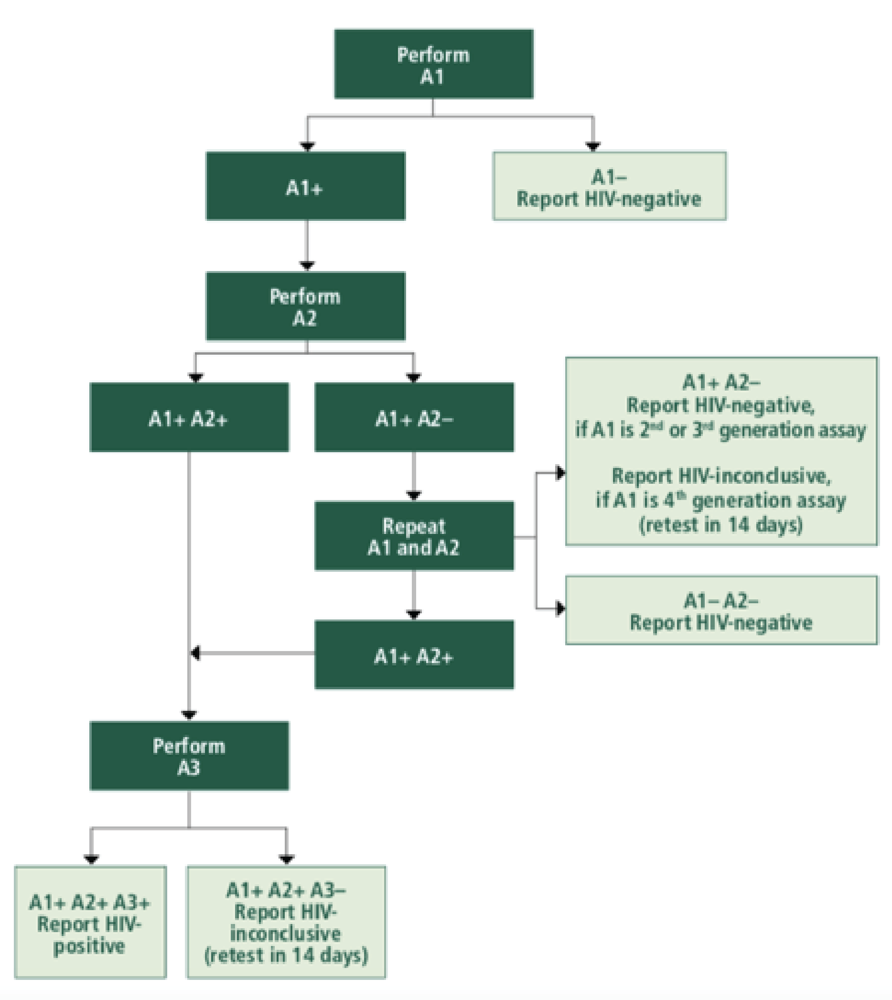 Perform
A1
A1+
A1–
Report HIV-negative
Perform
A2
A1+ A2+
A1+ A2–
A1+ A2–
Report HIV-negative,
if A1 is 2nd or 3rd generation assay
Report HIV-inconclusive,
if A1 is 4th generation assay
(retest in 14 days)
Repeat
A1 and A2
A1– A2–
Report HIV-negative
A1+ A2+
Perform
A3
A1+ A2+ A3+
Report HIV-
positive
A1+ A2+ A3–
Report HIV-
inconclusive
(retest in 14 days)